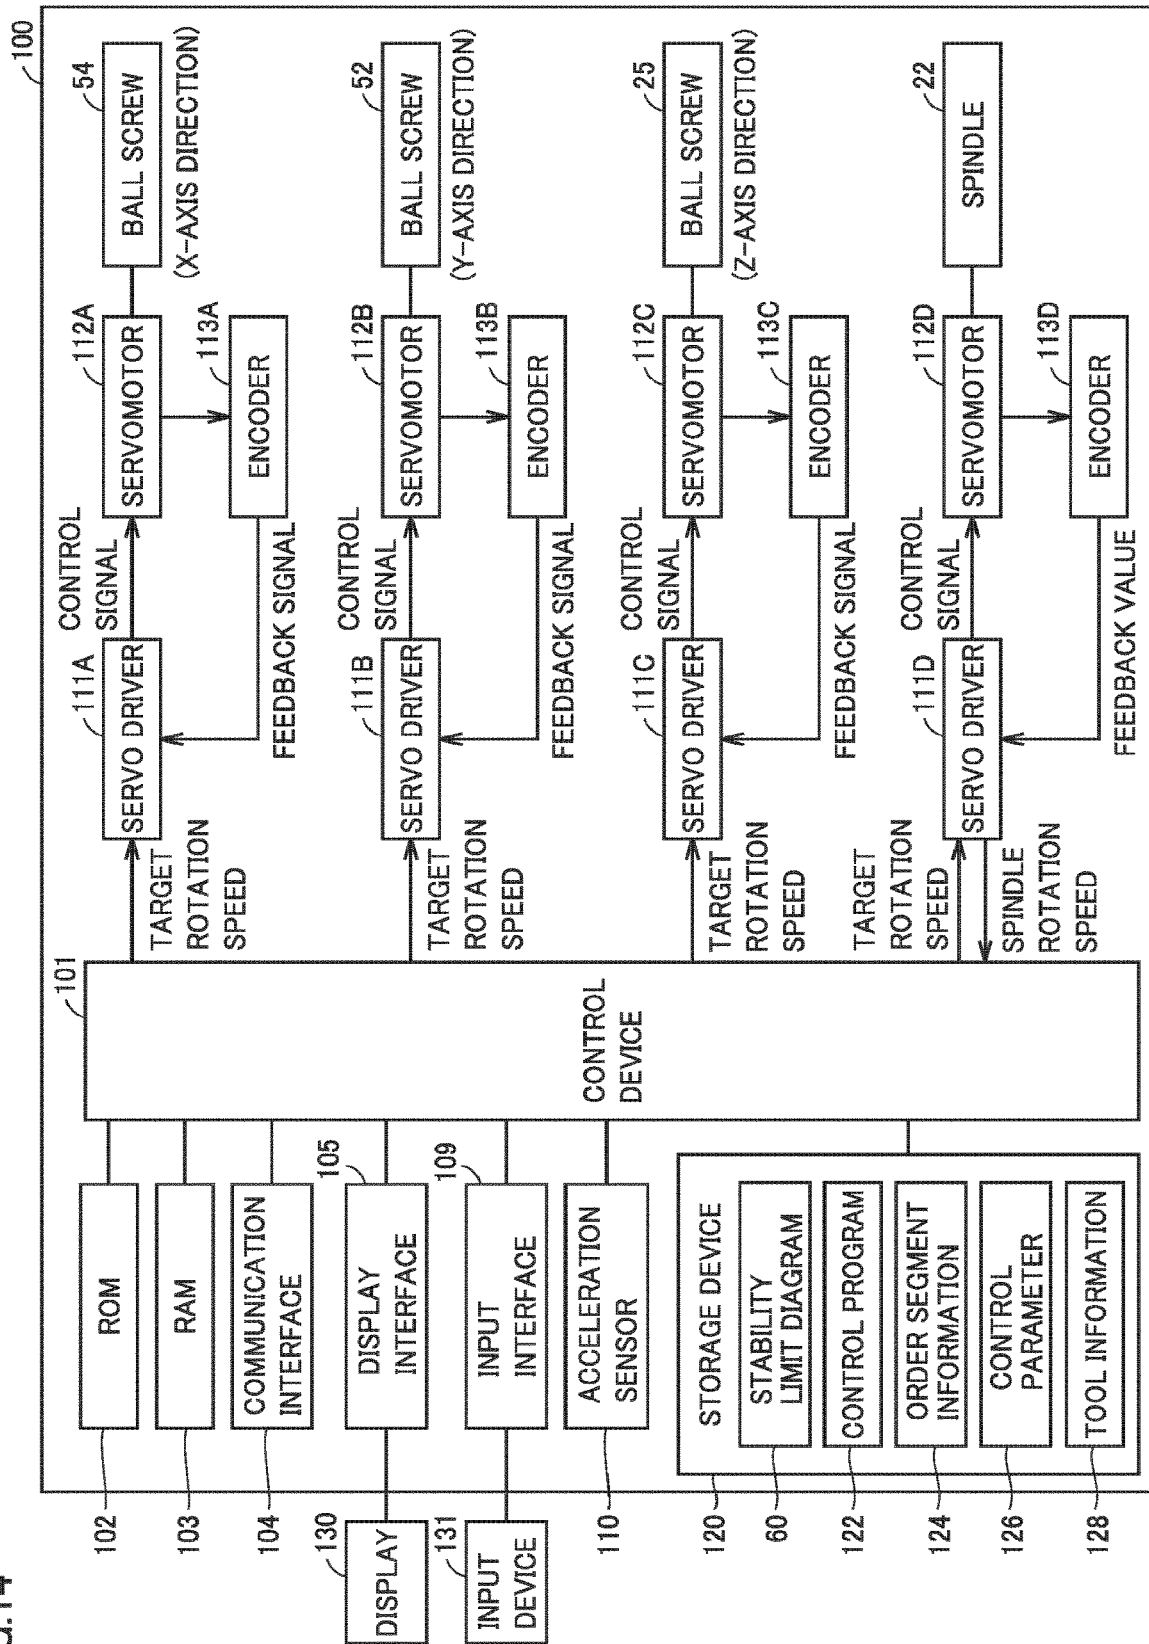 G.14
100
101
ROM
102
RAM
103
COMMUNICATION
INTERFACE
104
DISPLAY
INTERFACE
105
DISPLAY
130
INPUT
INTERFACE
109
INPUT
DEVICE
131
ACCELERATION
SENSOR
110
STORAGE DEVICE
120
STABILITY
LIMIT DIAGRAM
60
CONTROL PROGRAM
122
ORDER SEGMENT
INFORMATION
124
CONTROL
PARAMETER
126
TOOL INFORMATION
128
CONTROL
DEVICE
TARGET
ROTATION
SPEED
SERVO DRIVER
111A
CONTROL
SIGNAL
SERVOMOTOR
112A
BALL SCREW
54
(X-AXIS DIRECTION)
ENCODER
113A
FEEDBACK SIGNAL
TARGET
ROTATION
SPEED
SERVO DRIVER
111B
CONTROL
SIGNAL
SERVOMOTOR
112B
BALL SCREW
52
(Y-AXIS DIRECTION)
ENCODER
113B
FEEDBACK SIGNAL
TARGET
ROTATION
SPEED
SERVO DRIVER
111C
CONTROL
SIGNAL
SERVOMOTOR
112C
BALL SCREW
25
(Z-AXIS DIRECTION)
ENCODER
113C
FEEDBACK SIGNAL
TARGET
ROTATION
SPEED
SPINDLE
ROTATION
SPEED
SERVO DRIVER
111D
CONTROL
SIGNAL
SERVOMOTOR
112D
SPINDLE
22
ENCODER
113D
FEEDBACK VALUE